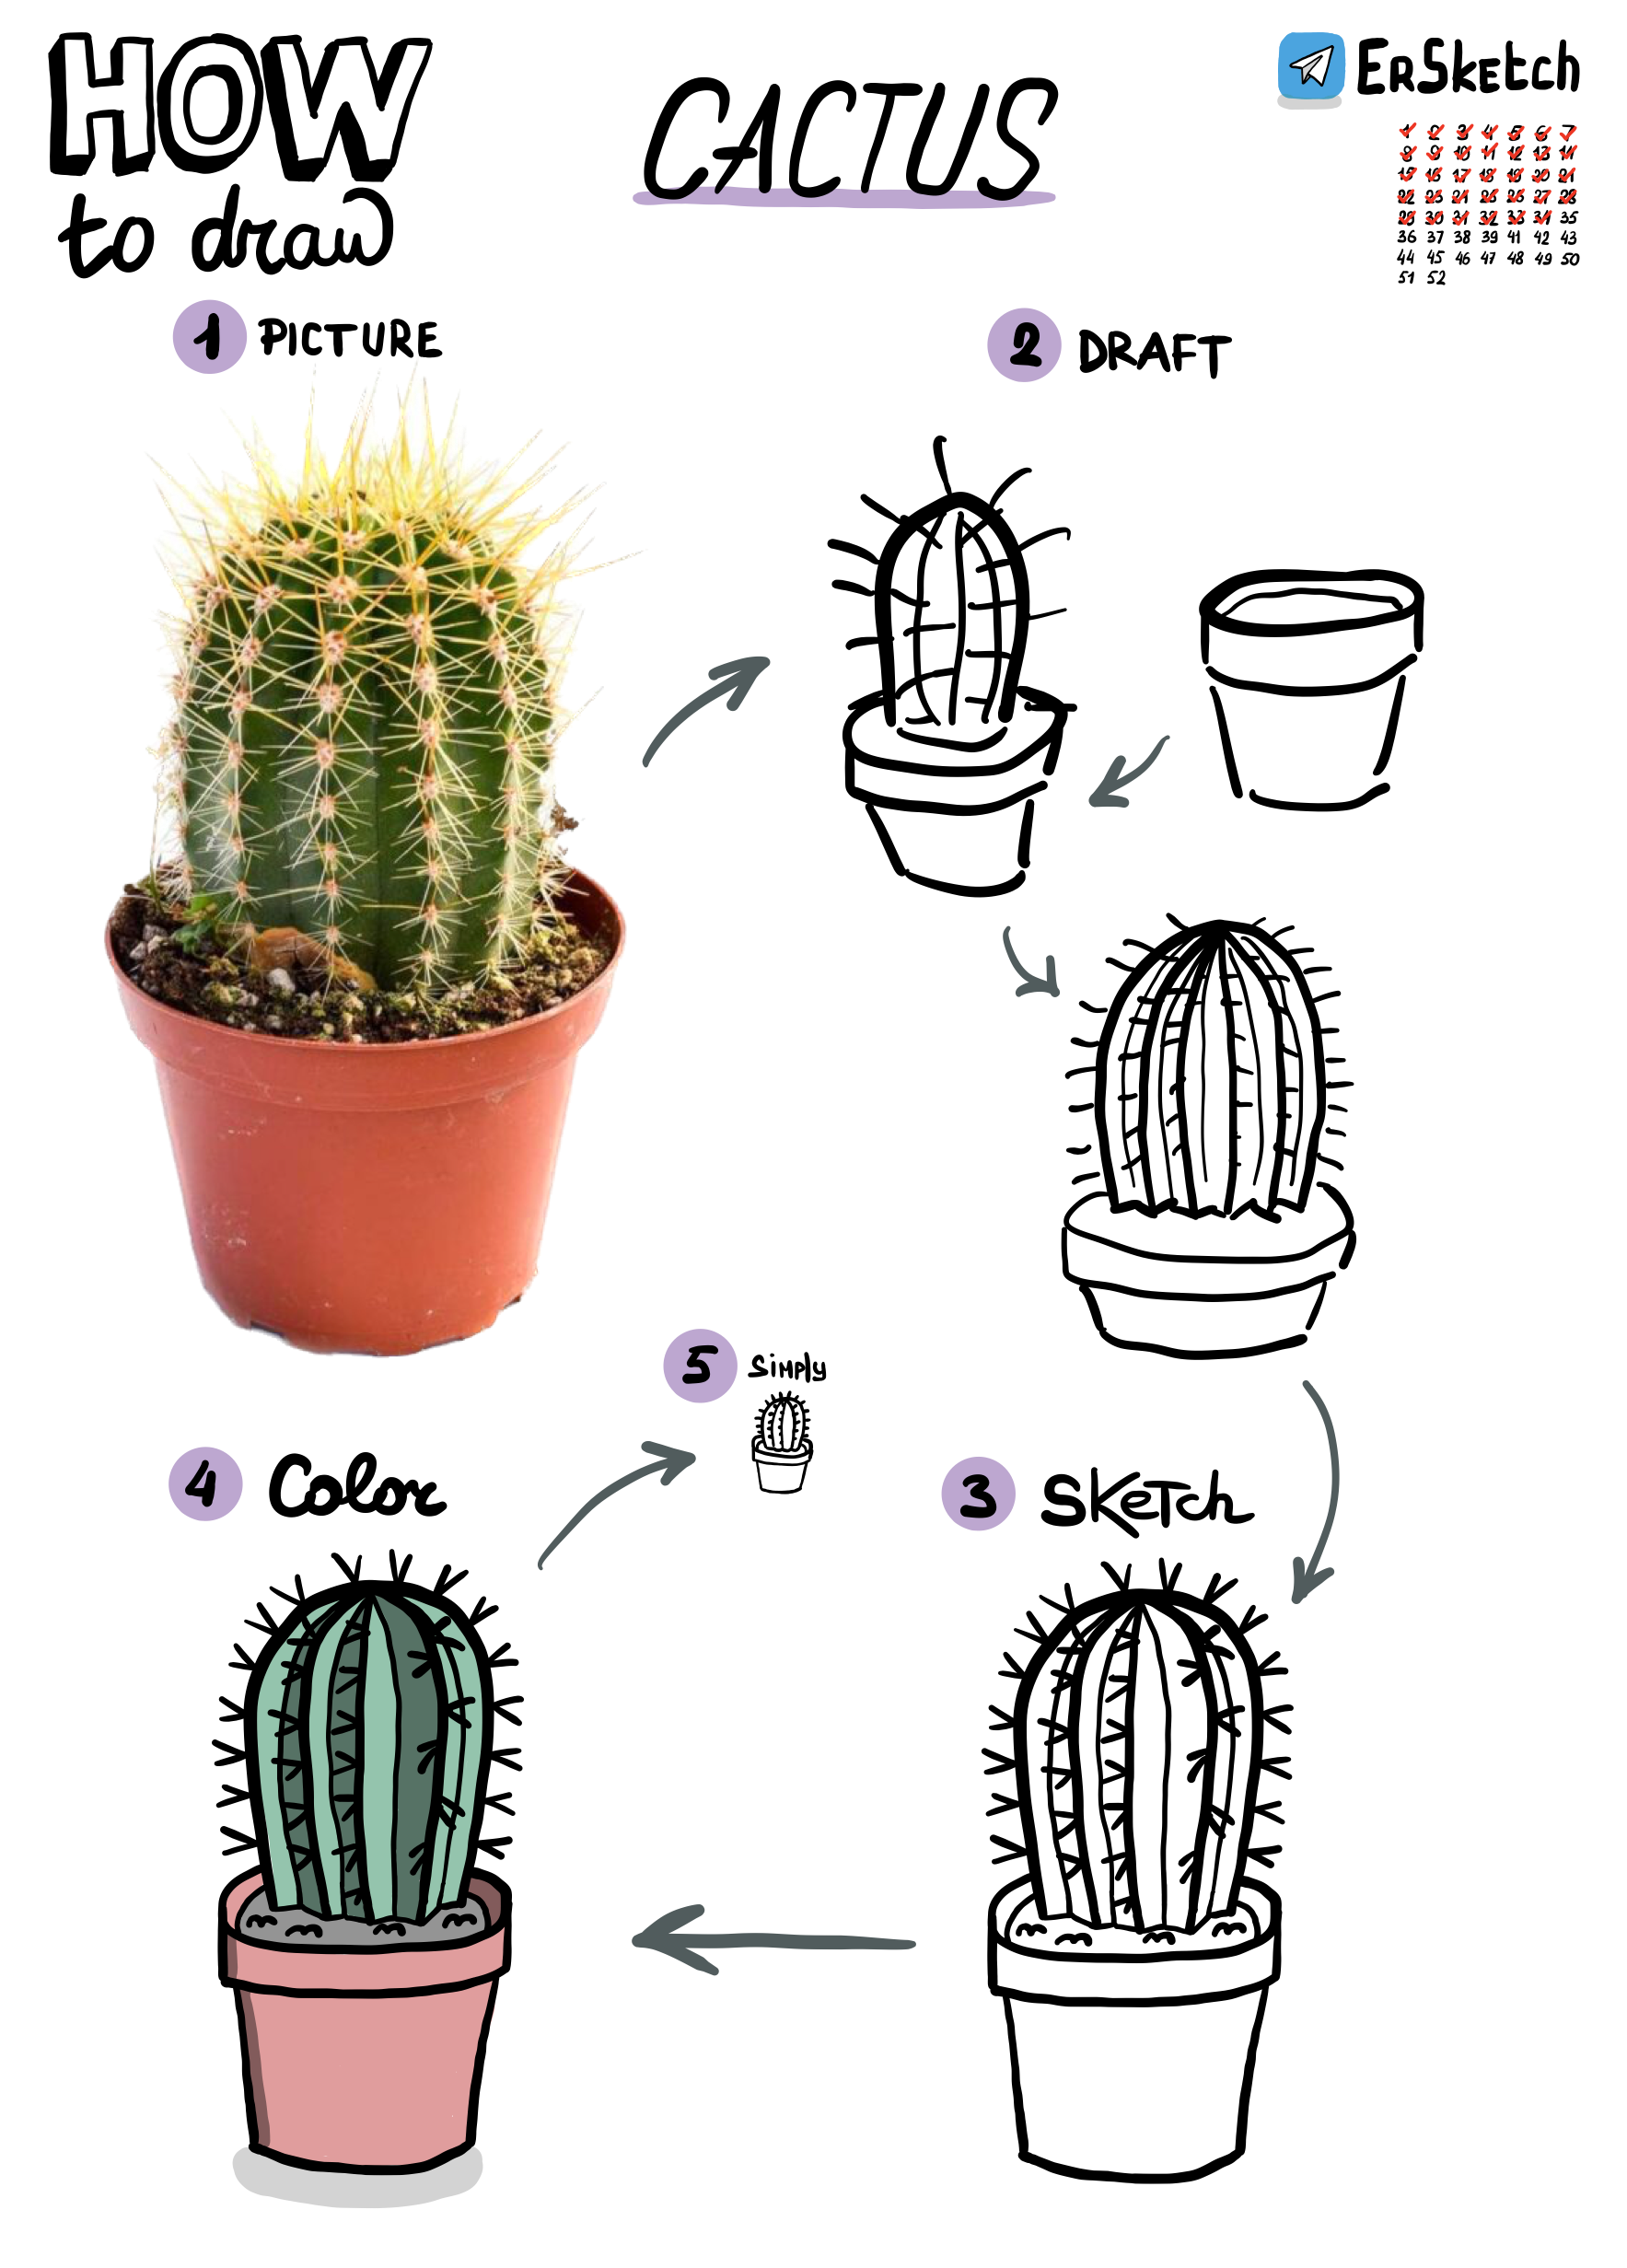 HOW
to draw
CACTUS
ErSketch
1 2 3 4 5 6 7
8 9 10 11 12 13 14
15 16 17 18 19 20 21
22 23 24 25 26 27 28
29 30 31 32 33 34 35
36 37 38 39 41 42 43
44 45 46 47 48 49 50
51 52
1 PICTURE
2 DRAFT
5 Simply
4 Color
3 SKeTch